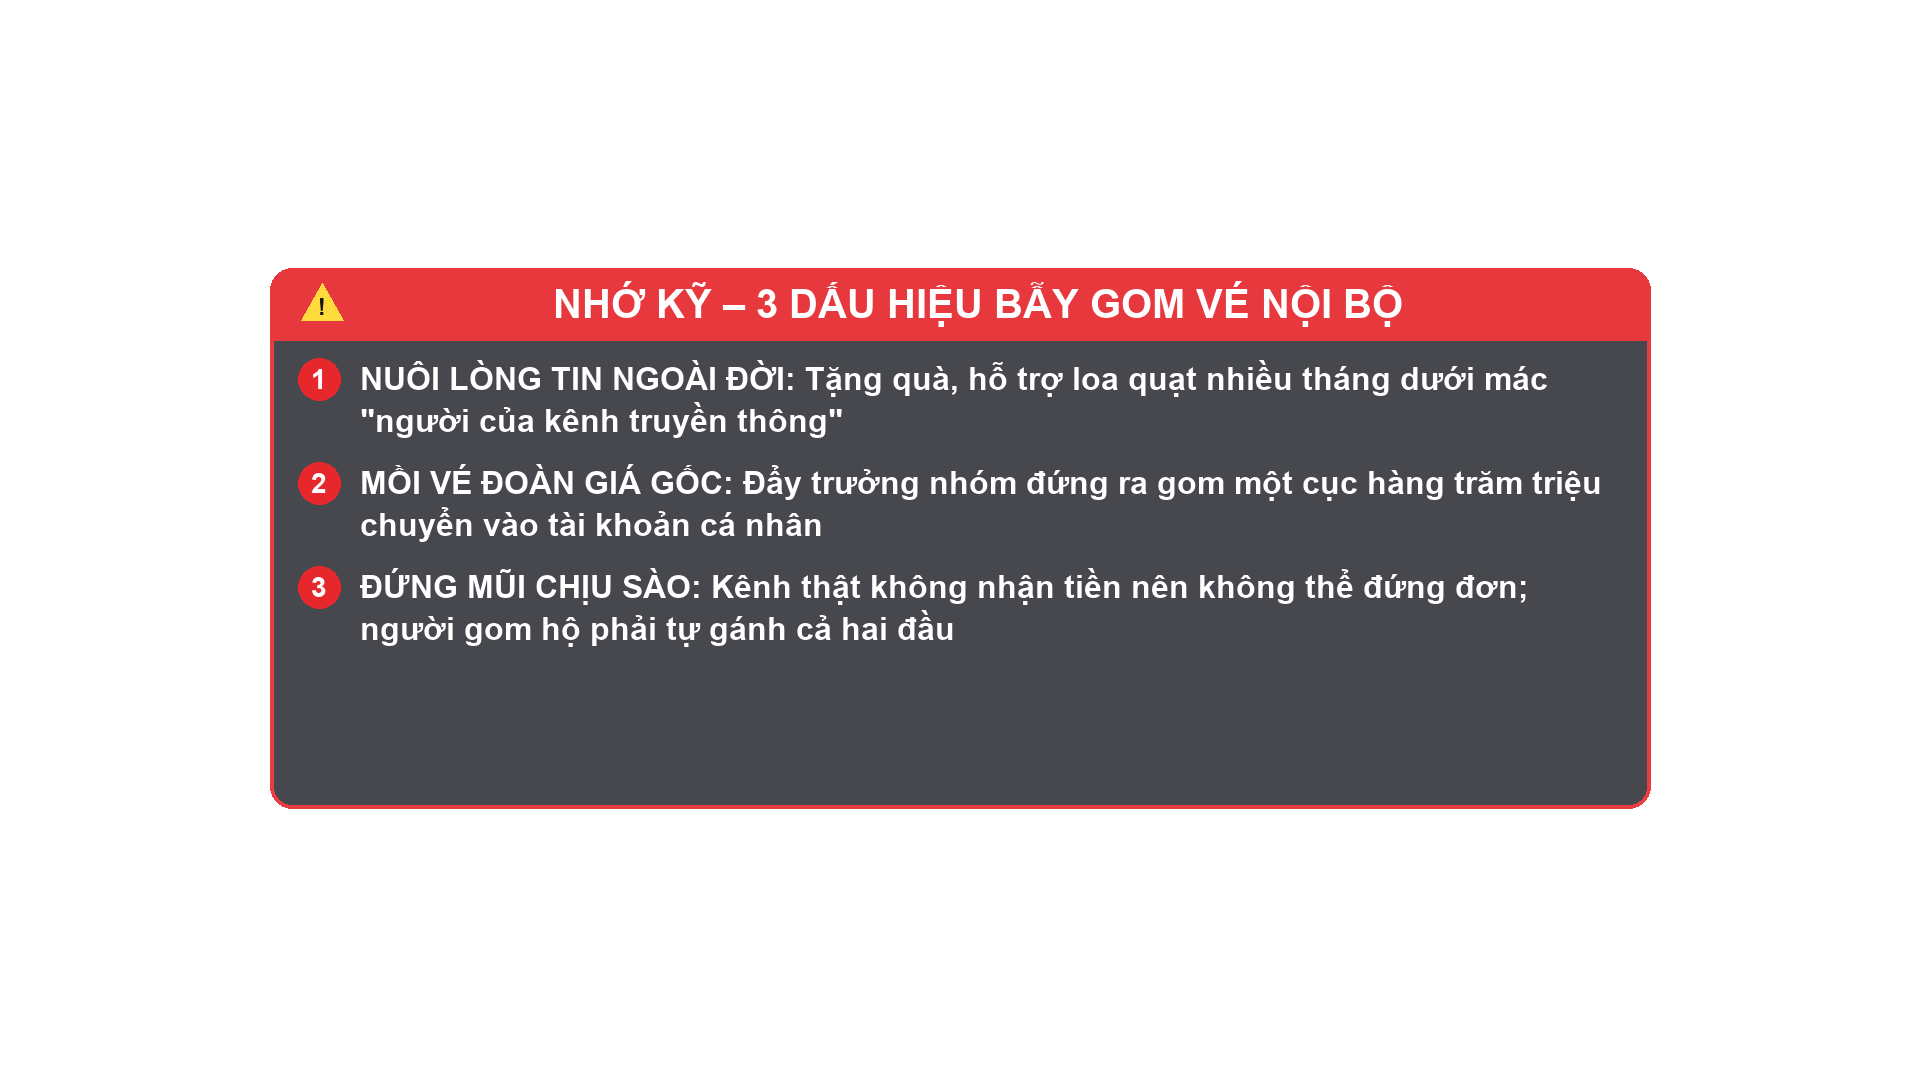 !
NHỚ KỸ – 3 DẤU HIỆU BẪY GOM VÉ NỘI BỘ
1 NUÔI LÒNG TIN NGOÀI ĐỜI: Tặng quà, hỗ trợ loa quạt nhiều tháng dưới mác
"người của kênh truyền thông"
2 MỒI VÉ ĐOÀN GIÁ GỐC: Đẩy trưởng nhóm đứng ra gom một cục hàng trăm triệu
chuyển vào tài khoản cá nhân
3 ĐỨNG MŨI CHỊU SÀO: Kênh thật không nhận tiền nên không thể đứng đơn;
người gom hộ phải tự gánh cả hai đầu